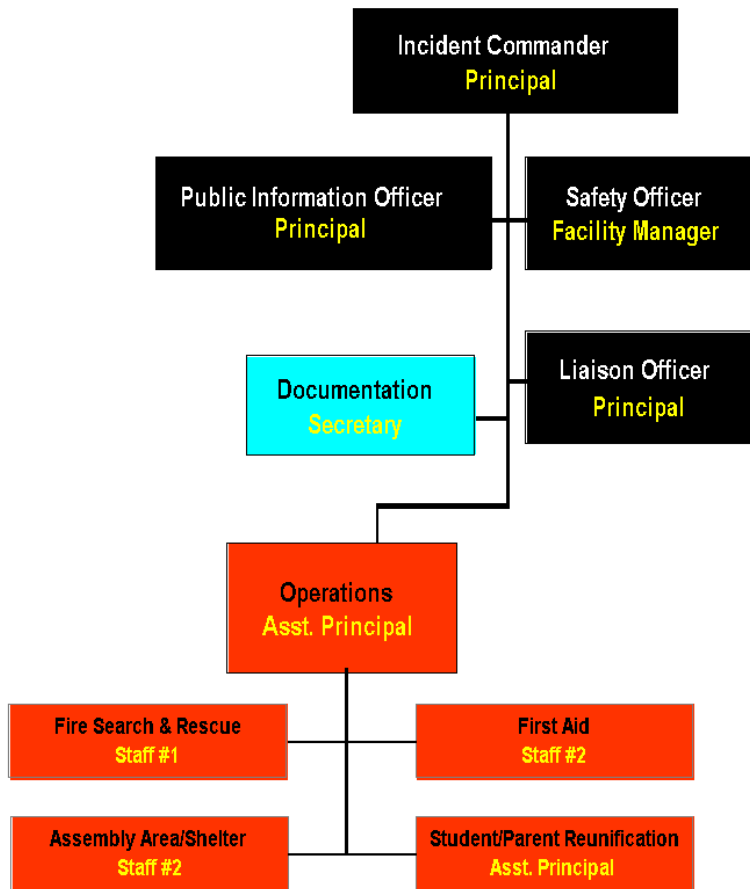 Incident Commander
Principal
Public Information Officer
Principal
Safety Officer
Facility Manager
Documentation
Secretary
Liaison Officer
Principal
Operations
Asst. Principal
Fire Search & Rescue
Staff #1
First Aid
Staff #2
Assembly Area/Shelter
Staff #2
Student/Parent Reunification
Asst. Principal